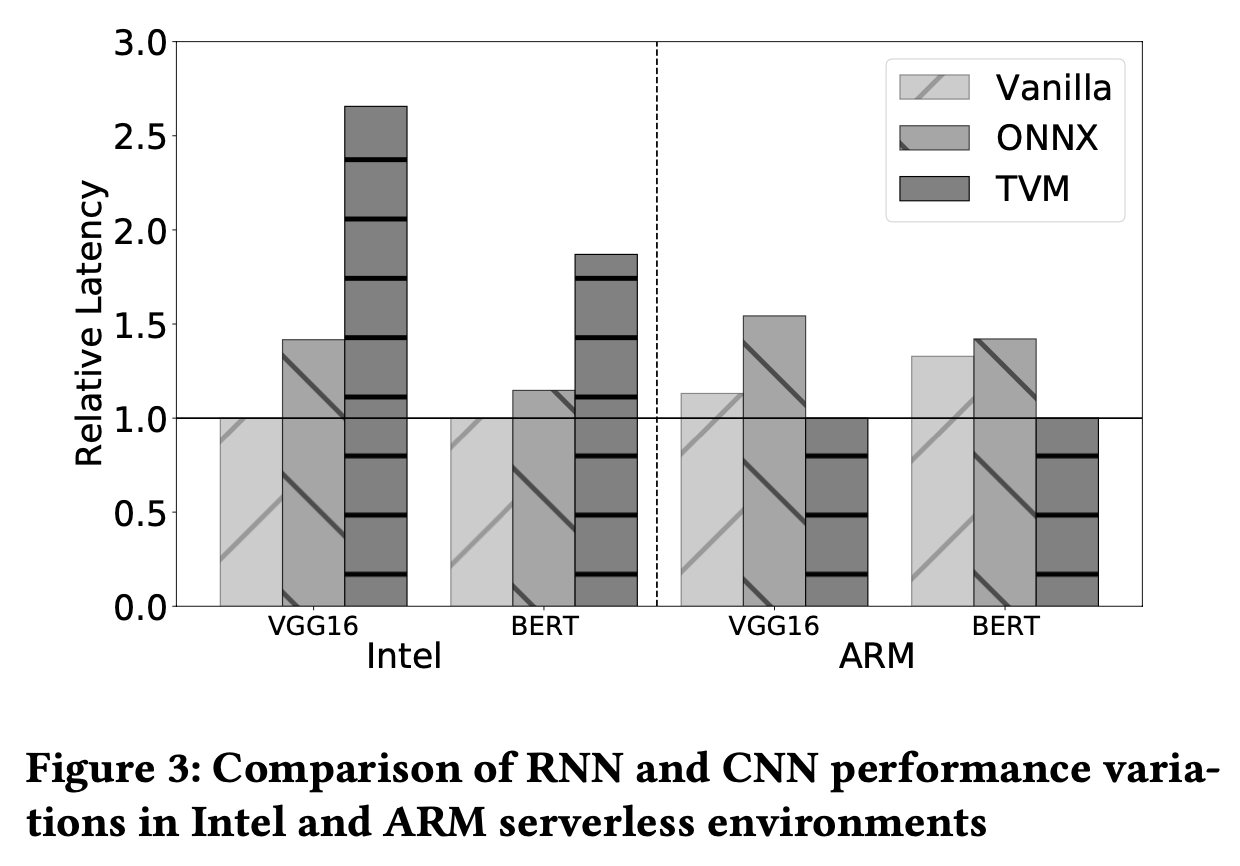 3.0
2.5
2.0
1.5
1.0
0.5
0.0
Relative Latency
Vanilla
ONNX
TVM
VGG16 BERT VGG16 BERT
Intel ARM
Figure 3: Comparison of RNN and CNN performance varia-
tions in Intel and ARM serverless environments